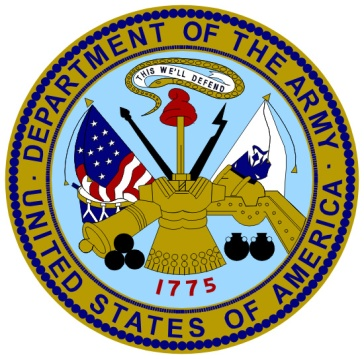 DEPARTMENT OF THE ARMY
THIS WE'LL DEFEND
1775
UNITED STATES OF AMERICA